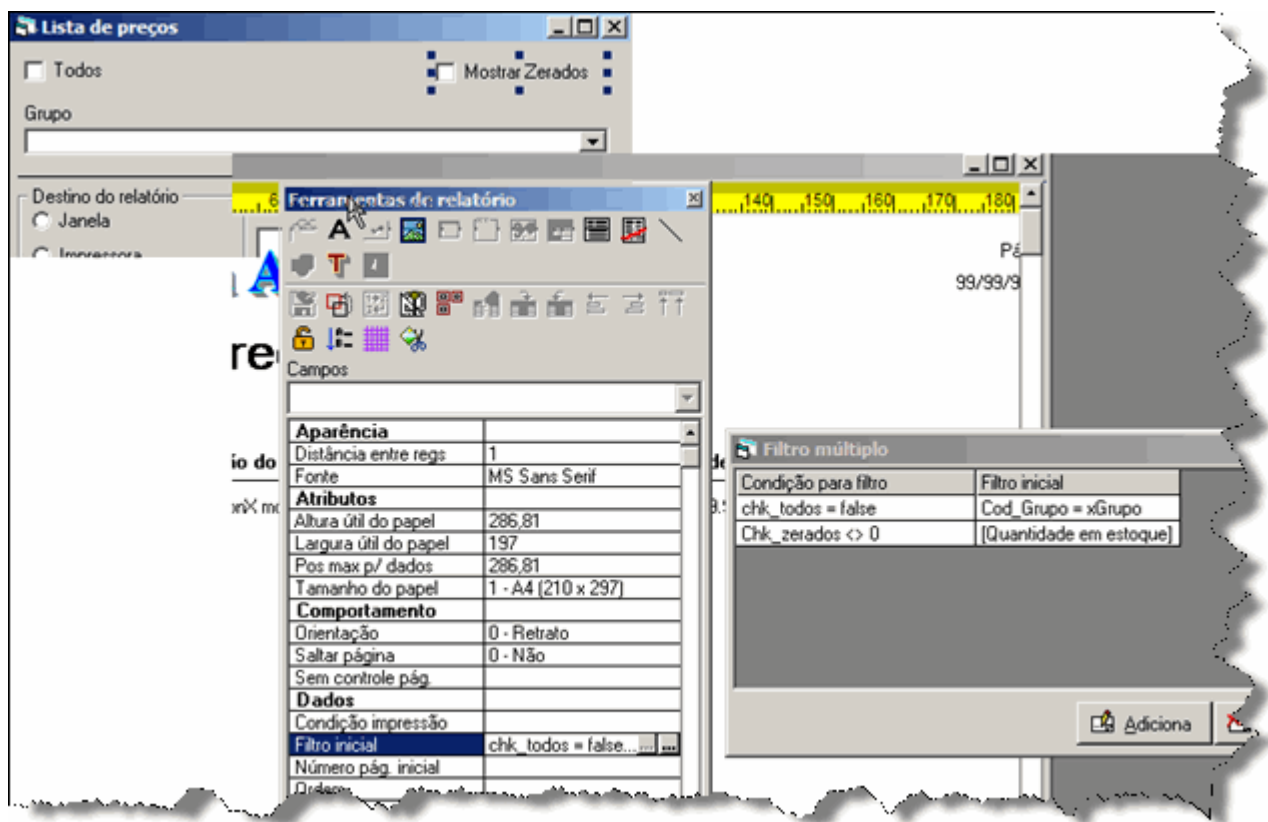 Lista de preços
Todos
Mostrar Zerados
Grupo
Destino do relatório
Janela
Impressora
Ferramentas de relatório
140 150 160 170 180
Pá
99/99/9
Campos
Aparência
Distância entre regs 1
Fonte MS Sans Serif
Atributos
Altura útil do papel 286,81
Largura útil do papel 197
Pos max p/ dados 286,81
Tamanho do papel 1 - A4 (210 x 297)
Comportamento
Orientação 0 - Retrato
Saltar página 0 - Não
Sem controle pág.
Dados
Condição impressão
Filtro inicial chk_todos = false... ...
Número pág. inicial
Ordem
io do
Filtro múltiplo
Condição para filtro Filtro inicial
chk_todos = false Cod_Grupo = xGrupo
Chk_zerados <> 0 [Quantidade em estoque]
Adiciona